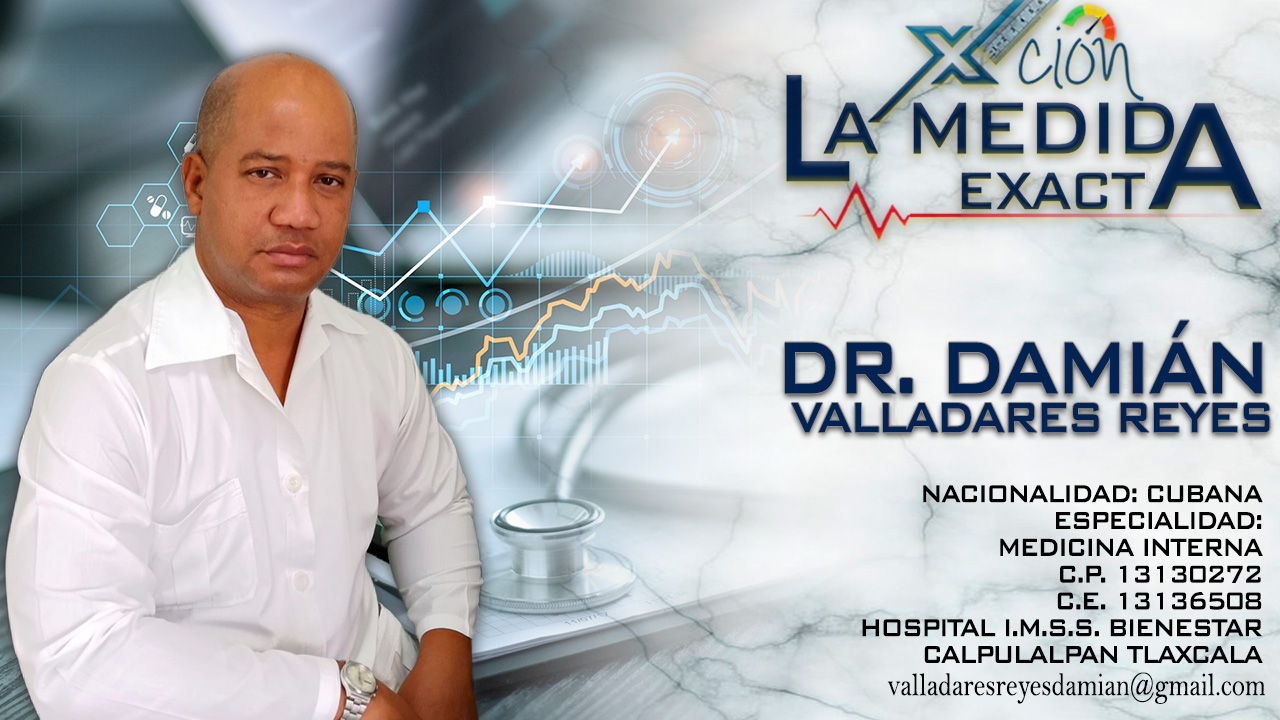 Xción
LA MEDIDA
EXACTA
DR. DAMIÁN
VALLADARES REYES
NACIONALIDAD: CUBANA
ESPECIALIDAD:
MEDICINA INTERNA
C.P. 13130272
C.E. 13136508
HOSPITAL I.M.S.S. BIENESTAR
CALPULALPAN TLAXCALA
valladaresreyesdamian@gmail.com